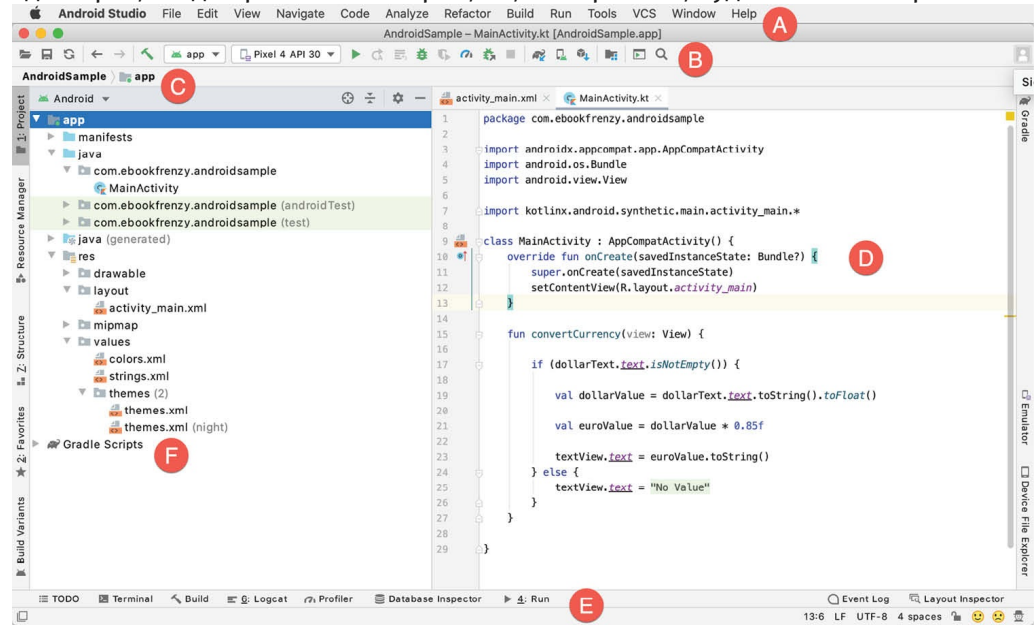 Android Studio File Edit View Navigate Code Analyze Refactor Build Run Tools VCS Window Help
A
AndroidSample – MainActivity.kt [AndroidSample.app]
app Pixel 4 API 30
B
AndroidSample app
C
Si
1: Project
Resource Manager
Z: Structure
2: Favorites
Build Variants
Android
app
manifests
java
com.ebookfrenzy.androidsample
MainActivity
com.ebookfrenzy.androidsample (androidTest)
com.ebookfrenzy.androidsample (test)
java (generated)
res
drawable
layout
activity_main.xml
mipmap
values
colors.xml
strings.xml
themes (2)
themes.xml
themes.xml (night)
Gradle Scripts
F
activity_main.xml MainActivity.kt
1 package com.ebookfrenzy.androidsample
2
3 import androidx.appcompat.app.AppCompatActivity
4 import android.os.Bundle
5 import android.view.View
6
7 import kotlinx.android.synthetic.main.activity_main.*
8
9 class MainActivity : AppCompatActivity() {
10 override fun onCreate(savedInstanceState: Bundle?) {
11 super.onCreate(savedInstanceState)
12 setContentView(R.layout.activity_main)
13 }
14
15 fun convertCurrency(view: View) {
16
17 if (dollarText.text.isNotEmpty()) {
18
19 val dollarValue = dollarText.text.toString().toFloat()
20
21 val euroValue = dollarValue * 0.85f
22
23 textView.text = euroValue.toString()
24 } else {
25 textView.text = "No Value"
26 }
27 }
28
29 }
D
Gradle
Emulator
Device File Explorer
TODO Terminal Build 6: Logcat Profiler Database Inspector 4: Run
E
Event Log Layout Inspector
13:6 LF UTF-8 4 spaces